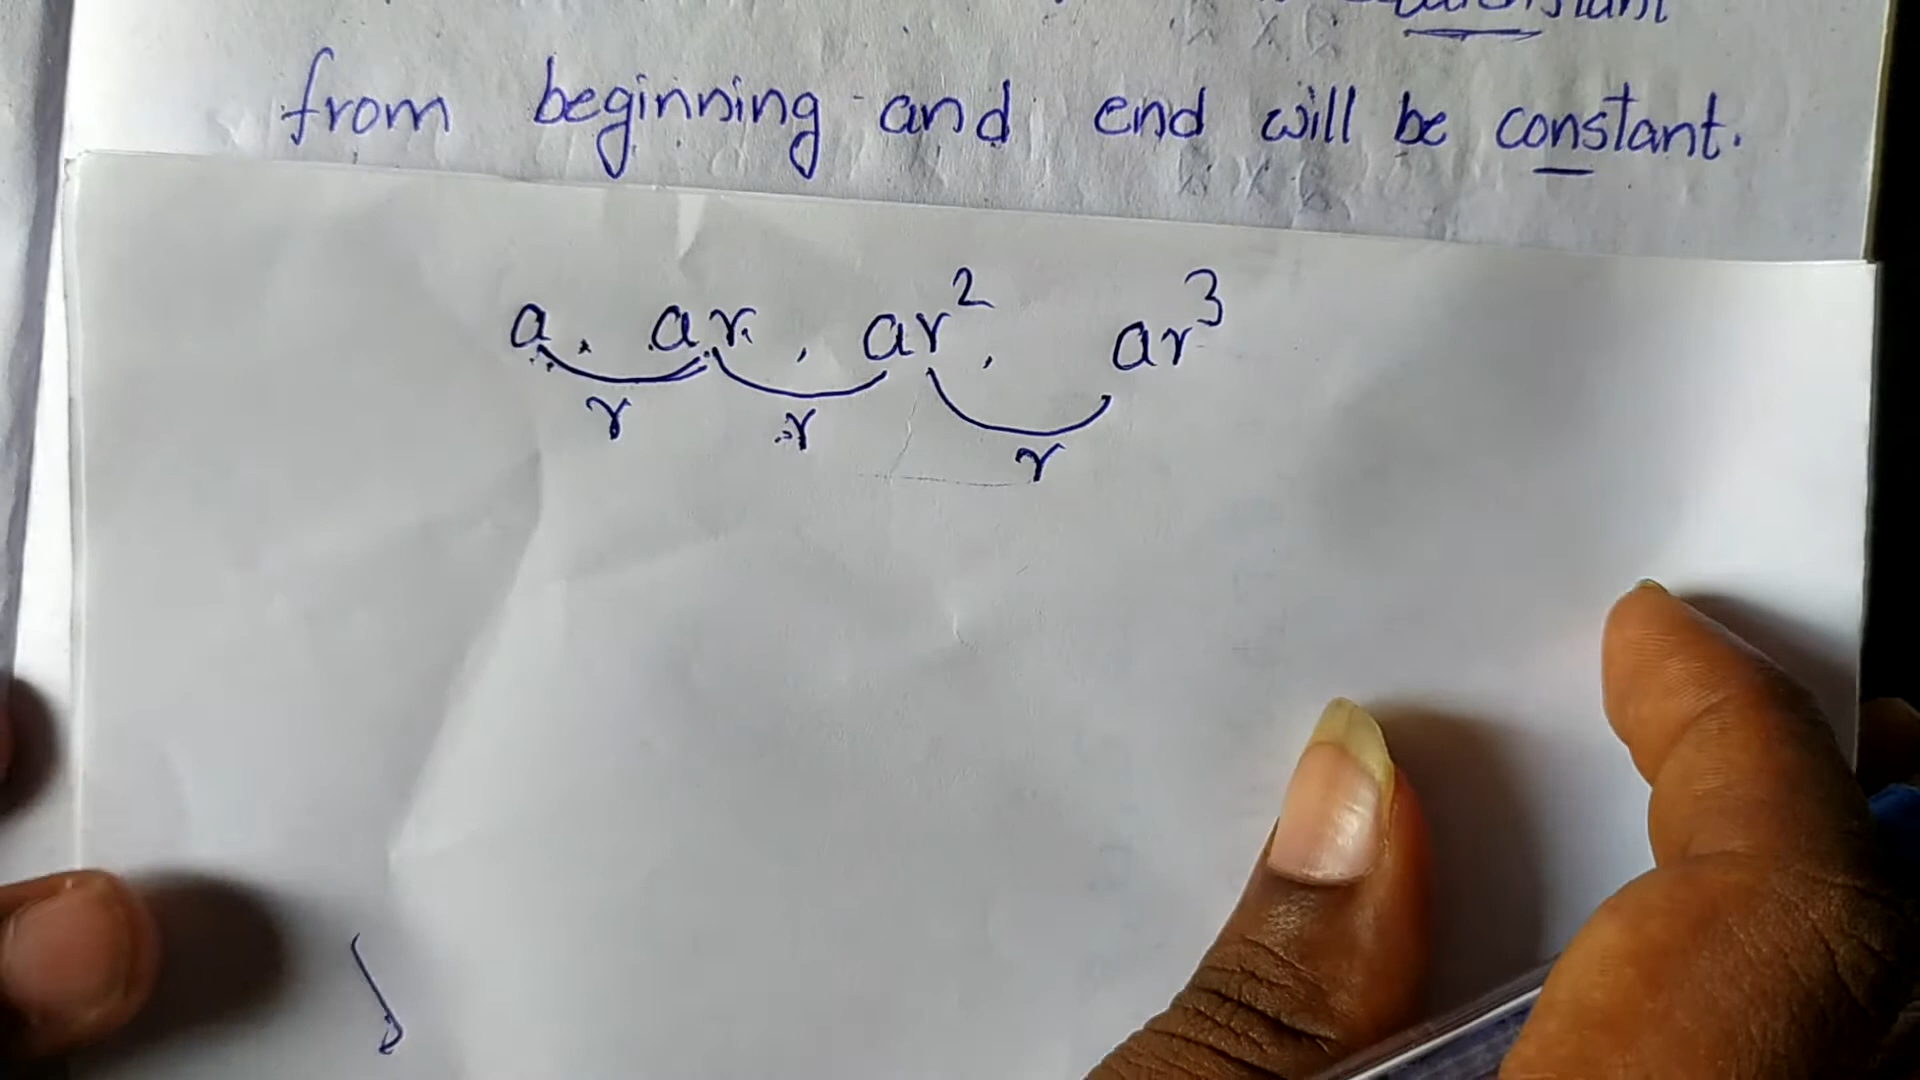 from beginning and end will be constant.
a, ar, ar², ar³
r r r